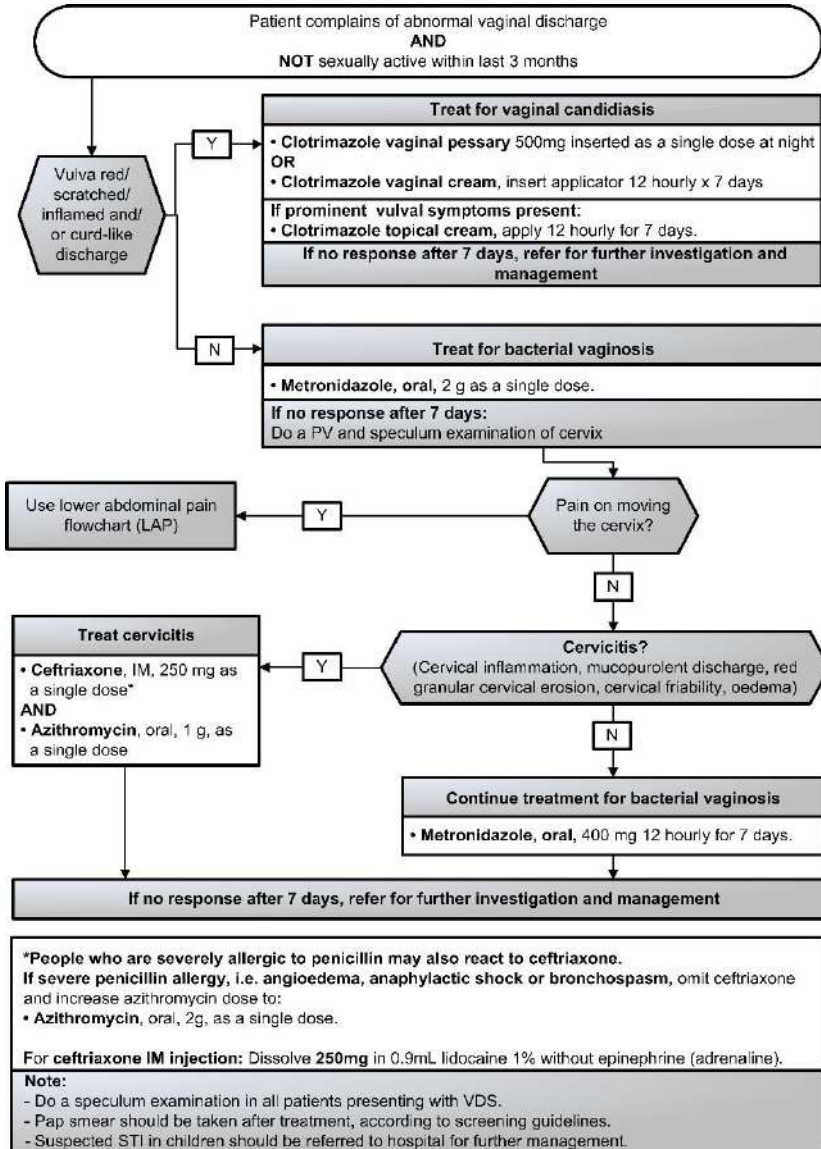 Patient complains of abnormal vaginal discharge
AND
NOT sexually active within last 3 months
Vulva red/
scratched/
inflamed and/
or curd-like
discharge
Y
Treat for vaginal candidiasis
• Clotrimazole vaginal pessary 500mg inserted as a single dose at night
OR
• Clotrimazole vaginal cream, insert applicator 12 hourly x 7 days
If prominent vulval symptoms present:
• Clotrimazole topical cream, apply 12 hourly for 7 days.
If no response after 7 days, refer for further investigation and
management
N
Treat for bacterial vaginosis
• Metronidazole, oral, 2 g as a single dose.
If no response after 7 days:
Do a PV and speculum examination of cervix
Pain on moving
the cervix?
Y
Use lower abdominal pain
flowchart (LAP)
N
Cervicitis?
(Cervical inflammation, mucopurolent discharge, red
granular cervical erosion, cervical friability, oedema)
Y
Treat cervicitis
• Ceftriaxone, IM, 250 mg as
a single dose*
AND
• Azithromycin, oral, 1 g, as
a single dose
N
Continue treatment for bacterial vaginosis
• Metronidazole, oral, 400 mg 12 hourly for 7 days.
If no response after 7 days, refer for further investigation and management
*People who are severely allergic to penicillin may also react to ceftriaxone.
If severe penicillin allergy, i.e. angioedema, anaphylactic shock or bronchospasm, omit ceftriaxone
and increase azithromycin dose to:
• Azithromycin, oral, 2g, as a single dose.
For ceftriaxone IM injection: Dissolve 250mg in 0.9mL lidocaine 1% without epinephrine (adrenaline).
Note:
- Do a speculum examination in all patients presenting with VDS.
- Pap smear should be taken after treatment, according to screening guidelines.
- Suspected STI in children should be referred to hospital for further management.